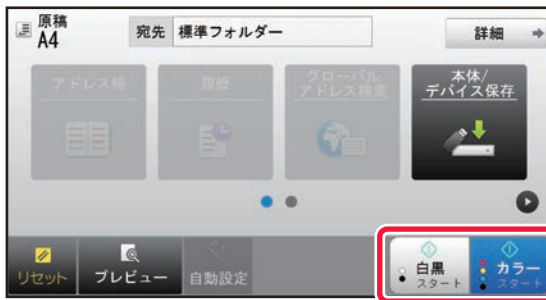 原稿
A4
宛先 標準フォルダー
詳細
アドレス帳
履歴
グローバル
アドレス検索
本体/
デバイス保存
リセット
プレビュー
自動設定
白黒
スタート
カラー
スタート